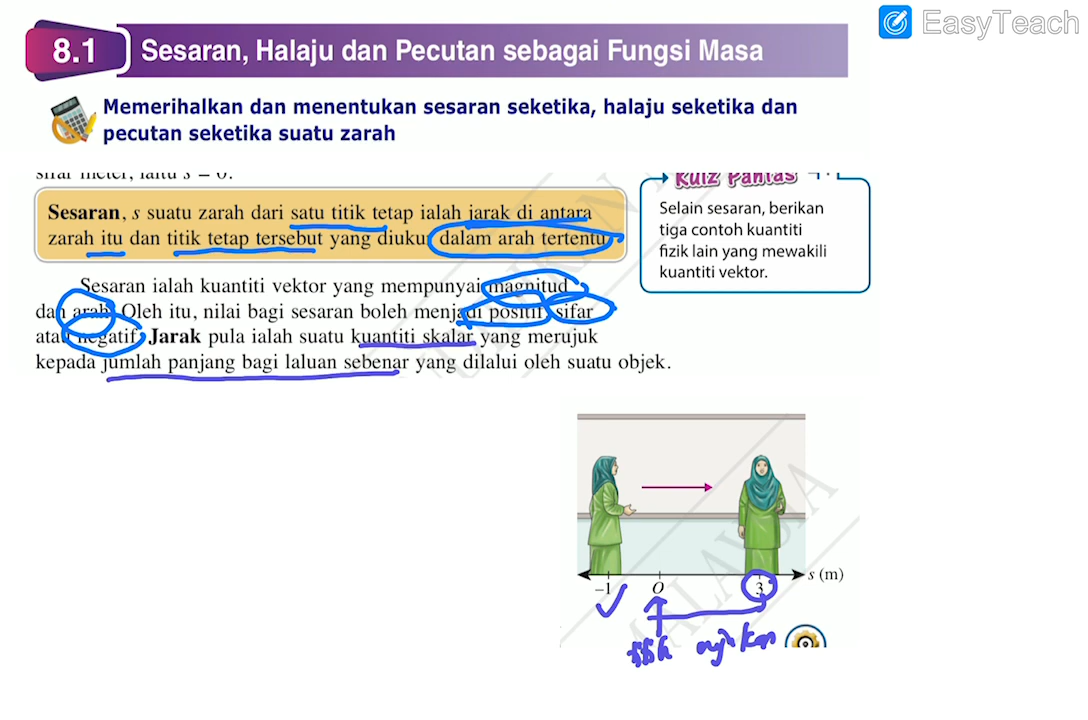 EasyTeach
8.1 Sesaran, Halaju dan Pecutan sebagai Fungsi Masa
Memerihalkan dan menentukan sesaran seketika, halaju seketika dan
pecutan seketika suatu zarah
Sesaran, s suatu zarah dari satu titik tetap ialah jarak di antara
zarah itu dan titik tetap tersebut yang diukur dalam arah tertentu
Sesaran ialah kuantiti vektor yang mempunyai magnitud
dan arah. Oleh itu, nilai bagi sesaran boleh menjadi positif, sifar
atau negatif. Jarak pula ialah suatu kuantiti skalar yang merujuk
kepada jumlah panjang bagi laluan sebenar yang dilalui oleh suatu objek.
Kuiz Pantas
Selain sesaran, berikan
tiga contoh kuantiti
fizik lain yang mewakili
kuantiti vektor.
s (m)
–1 O 3
MALAYSIA